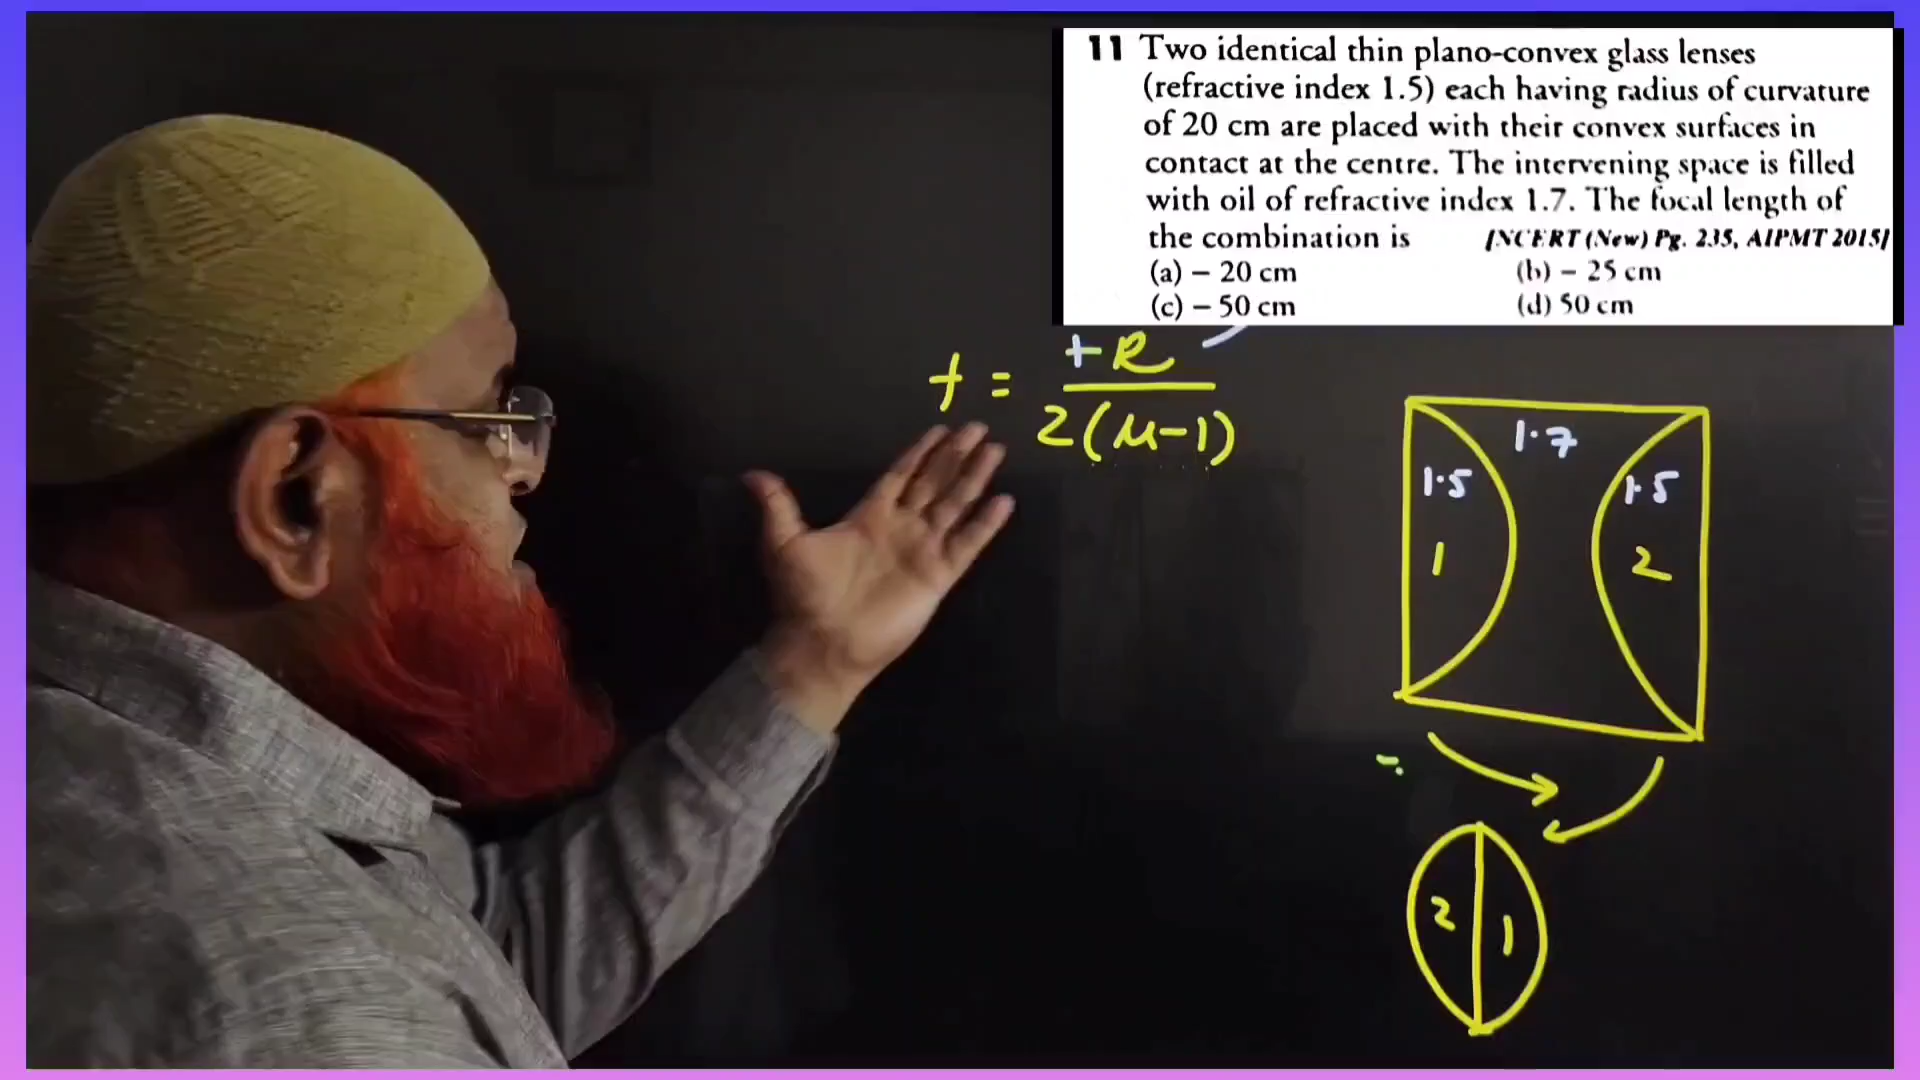 11 Two identical thin plano-convex glass lenses
(refractive index 1.5) each having radius of curvature
of 20 cm are placed with their convex surfaces in
contact at the centre. The intervening space is filled
with oil of refractive index 1.7. The focal length of
the combination is [NCERT (New) Pg. 235, AIPMT 2015]
(a) – 20 cm (b) – 25 cm
(c) – 50 cm (d) 50 cm
f = +R
2(μ-1)
1.7
1.5 1.5
1 2
2 1